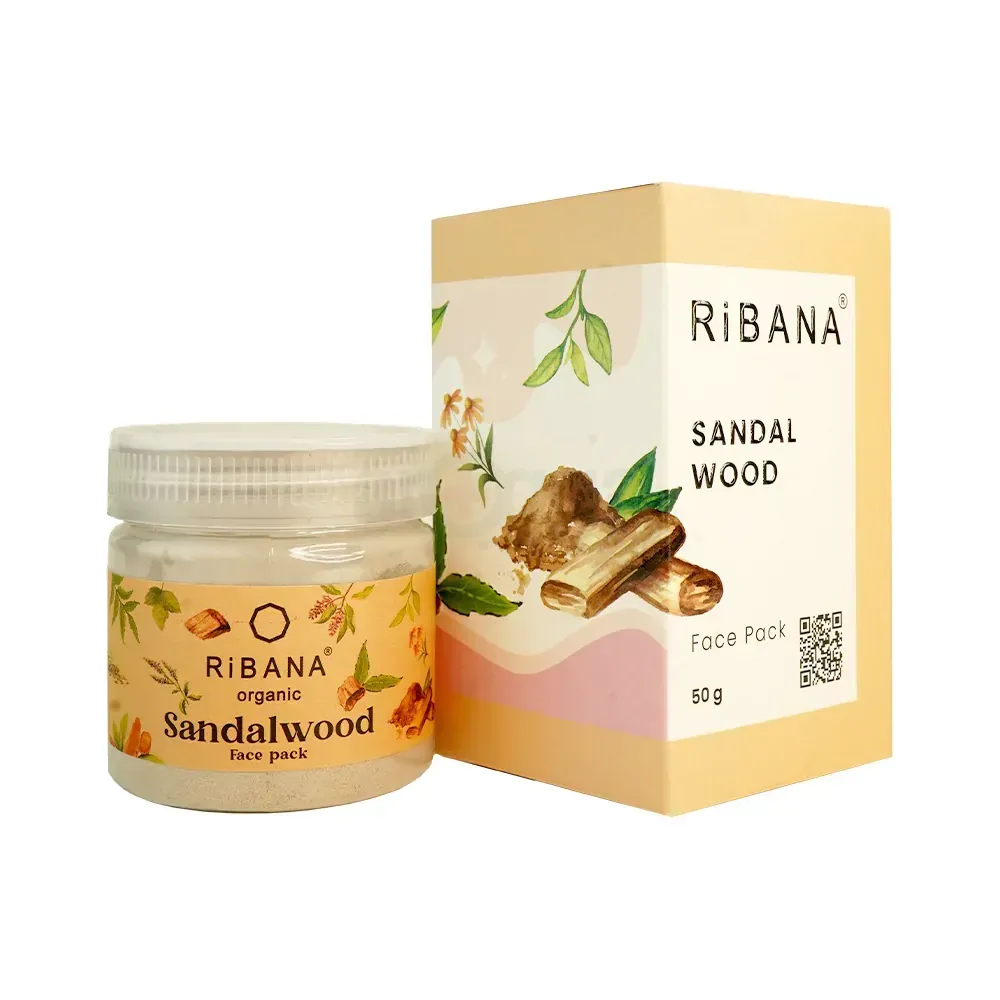 RiBANA®
organic
Sandalwood
Face pack
RiBANA®
SANDAL
WOOD
Face Pack
50 g